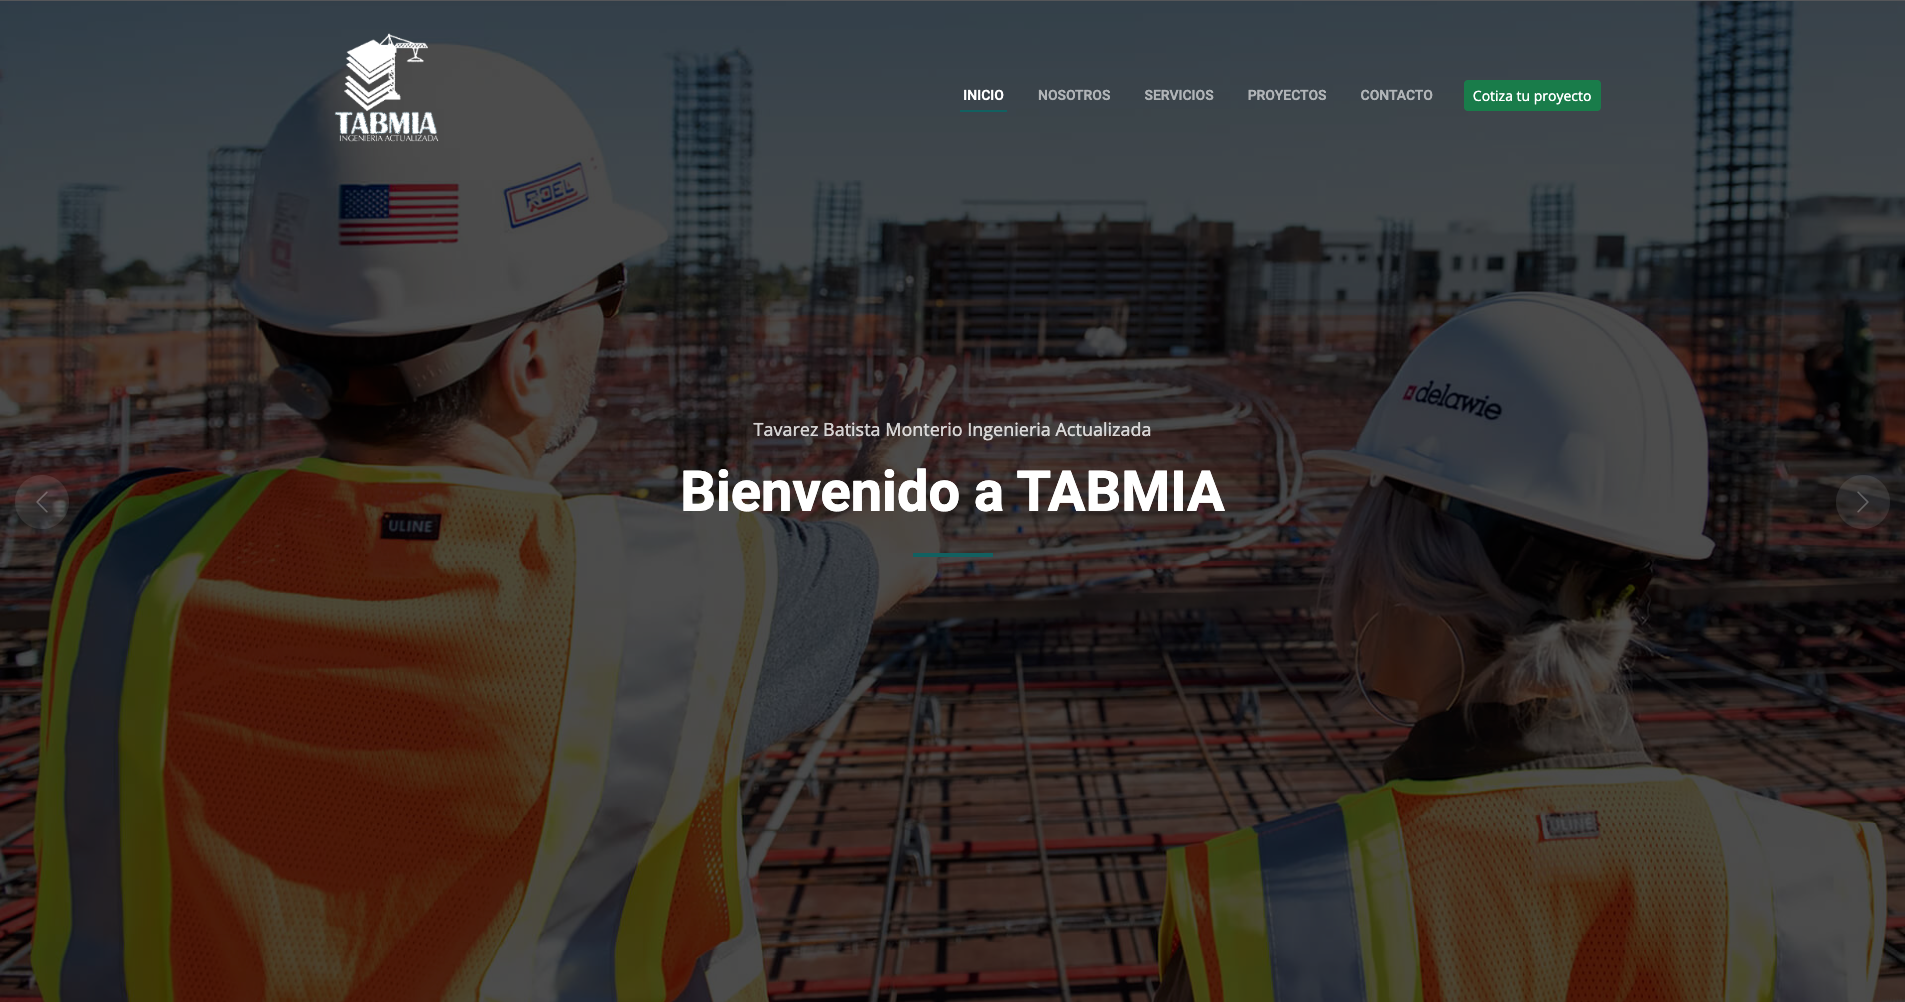 TABMIA
INGENIERIA ACTUALIZADA
INICIO
NOSOTROS
SERVICIOS
PROYECTOS
CONTACTO
Cotiza tu proyecto
delawie
Tavarez Batista Monterio Ingenieria Actualizada
Bienvenido a TABMIA
ULINE
ULINE